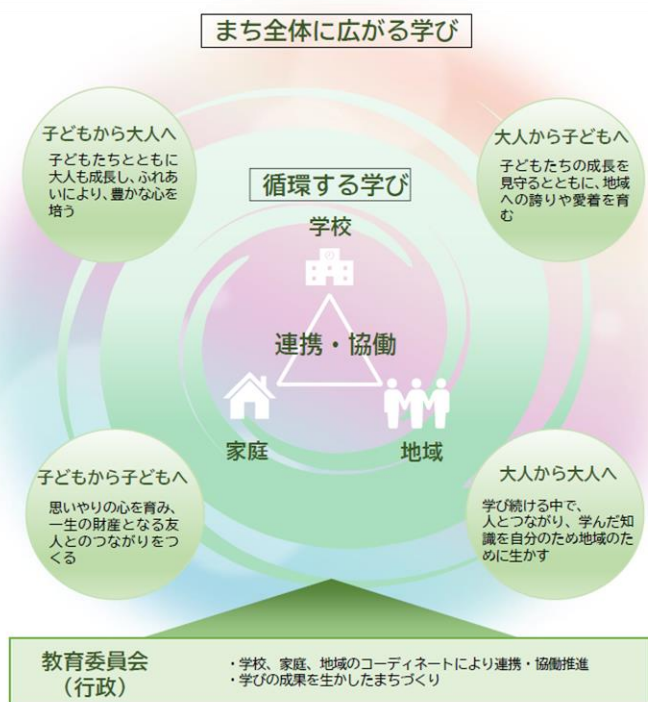 まち全体に広がる学び
子どもから大人へ
子どもたちとともに
大人も成長し、ふれ
あいにより、豊かな心を
培う
大人から子どもへ
子どもたちの成長を
見守るとともに、地域
への誇りや愛着を育
む
循環する学び
学校
連携・協働
家庭
地域
子どもから子どもへ
思いやりの心を育み、
一生の財産となる友
人とのつながりをつ
くる
大人から大人へ
学び続ける中で、
人とつながり、学んだ知
識を自分のため地域のた
めに生かす
教育委員会
（行政）
・学校、家庭、地域のコーディネートにより連携・協働推進
・学びの成果を生かしたまちづくり